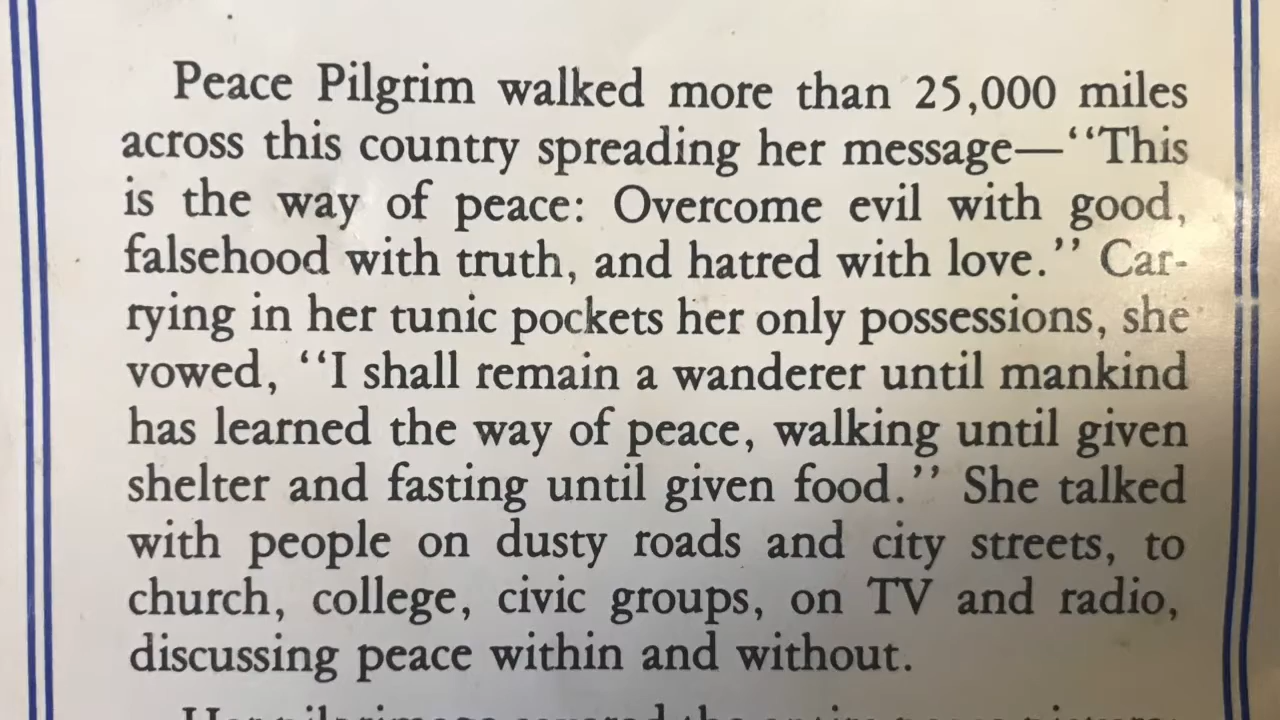 Peace Pilgrim walked more than 25,000 miles
across this country spreading her message—‘‘This
is the way of peace: Overcome evil with good,
falsehood with truth, and hatred with love.’’ Car-
rying in her tunic pockets her only possessions, she
vowed, ‘‘I shall remain a wanderer until mankind
has learned the way of peace, walking until given
shelter and fasting until given food.’’ She talked
with people on dusty roads and city streets, to
church, college, civic groups, on TV and radio,
discussing peace within and without.